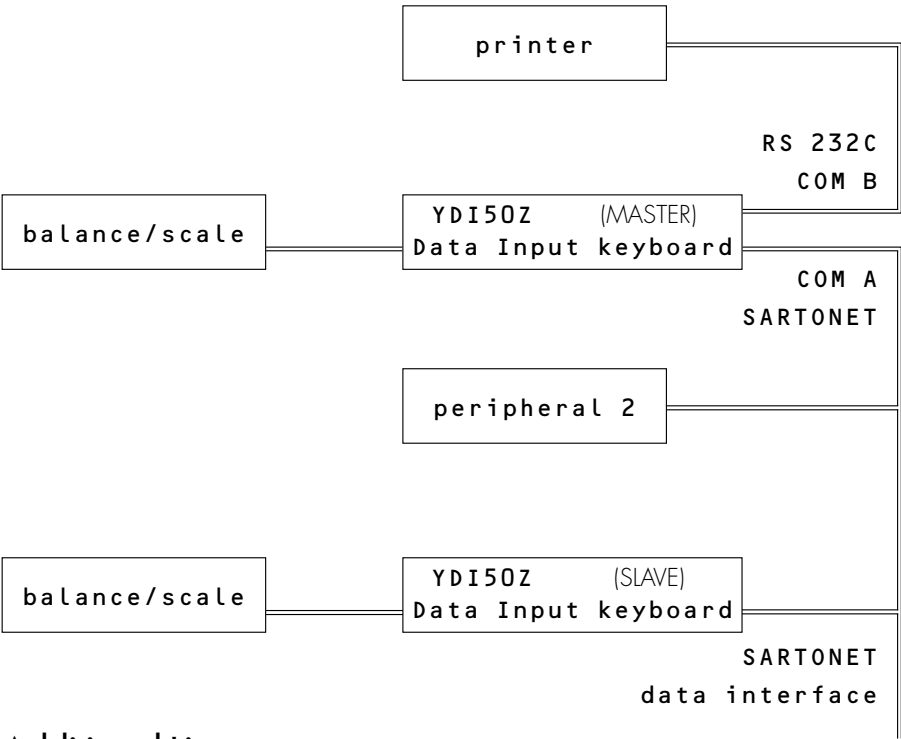 printer
RS 232C
COM B
YDI50Z (MASTER)
balance/scale
Data Input keyboard
COM A
SARTONET
peripheral 2
YDI50Z (SLAVE)
balance/scale
Data Input keyboard
SARTONET
data interface